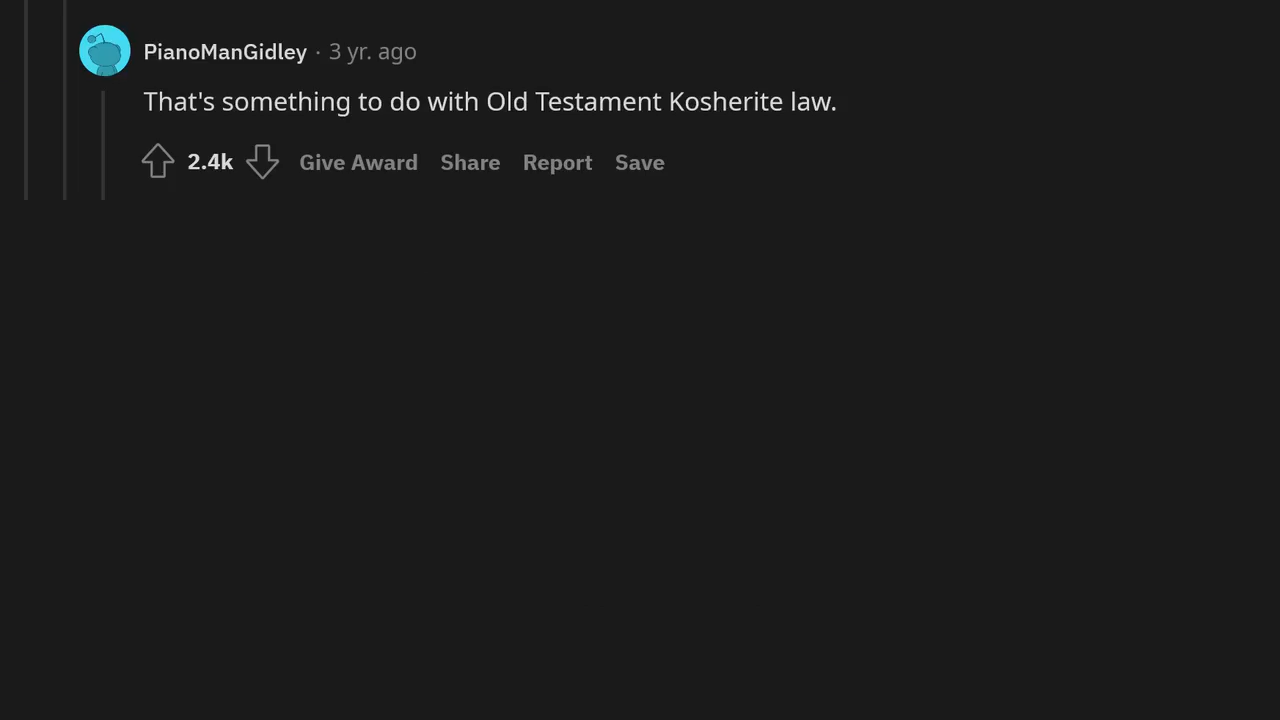 PianoManGidley · 3 yr. ago
That's something to do with Old Testament Kosherite law.
2.4k Give Award Share Report Save